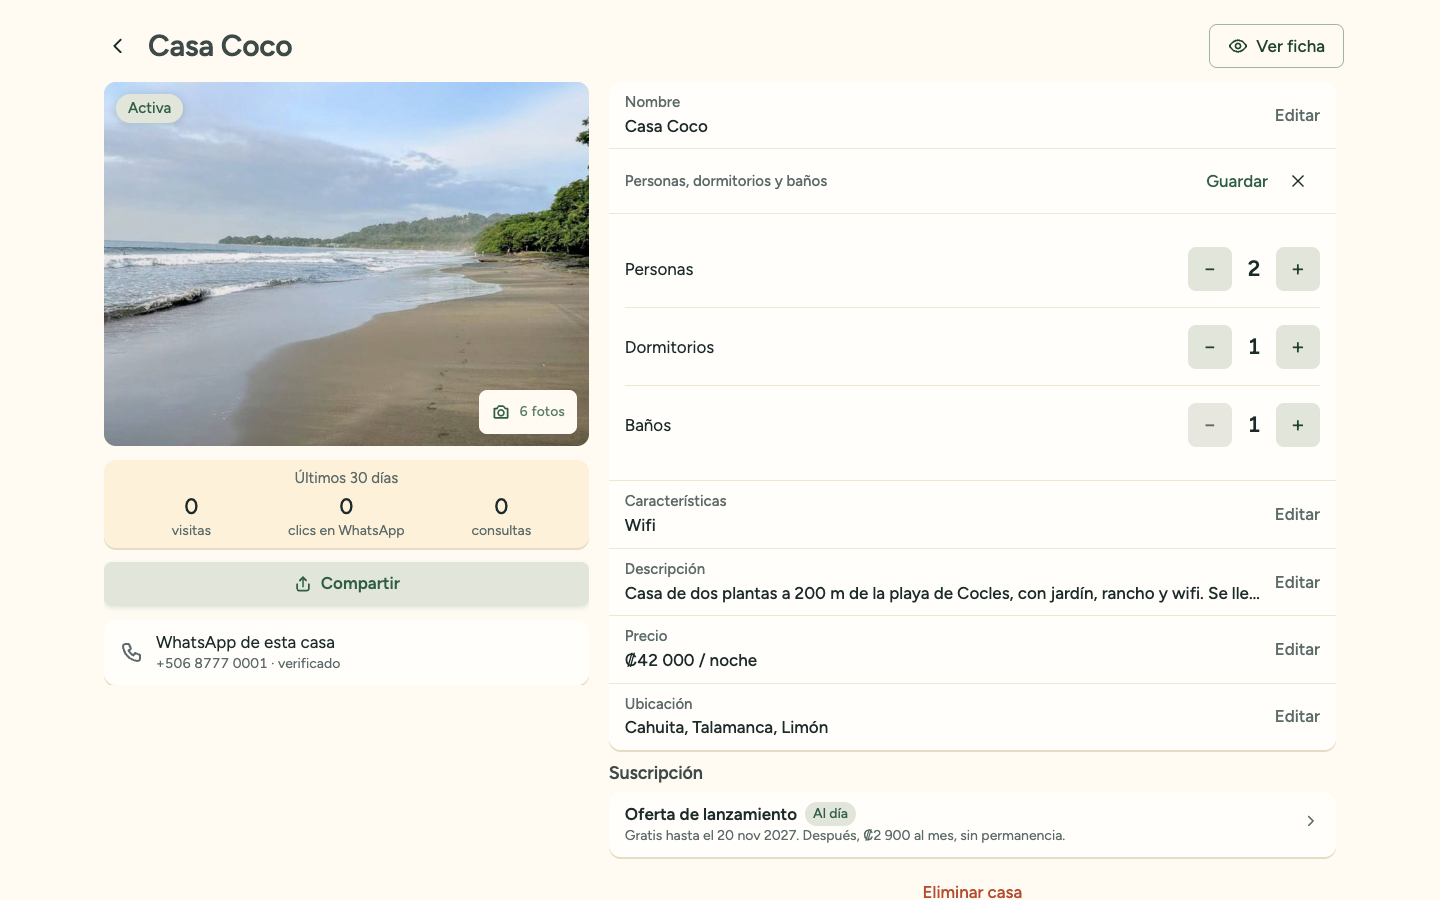 Casa Coco
Ver ficha
Activa
6 fotos
Últimos 30 días
0
visitas
0
clics en WhatsApp
0
consultas
Compartir
WhatsApp de esta casa
+506 8777 0001 · verificado
Nombre
Casa Coco
Editar
Personas, dormitorios y baños
Guardar
Personas
− 2 +
Dormitorios
− 1 +
Baños
− 1 +
Características
Wifi
Editar
Descripción
Casa de dos plantas a 200 m de la playa de Cocles, con jardín, rancho y wifi. Se lle...
Editar
Precio
₡42 000 / noche
Editar
Ubicación
Cahuita, Talamanca, Limón
Editar
Suscripción
Oferta de lanzamiento Al día
Gratis hasta el 20 nov 2027. Después, ₡2 900 al mes, sin permanencia.
Eliminar casa